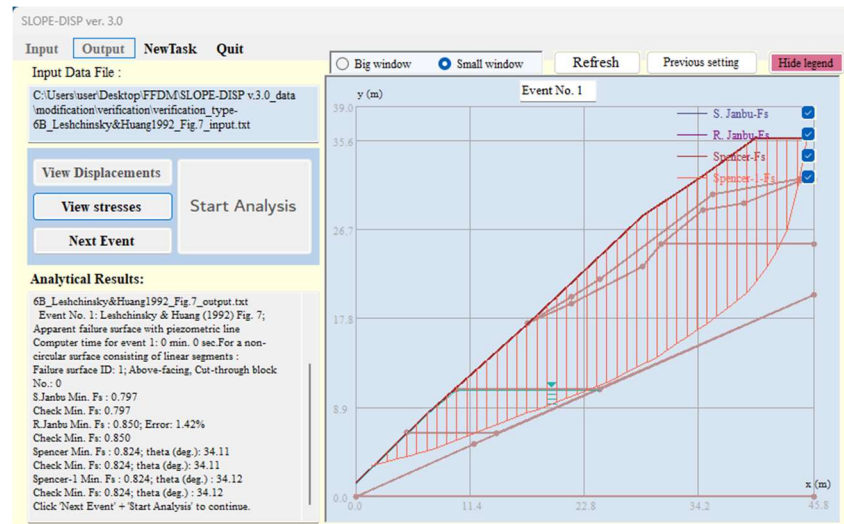 SLOPE-DISP ver. 3.0
Input Output NewTask Quit
Input Data File :
C:\Users\user\Desktop\FFDM\SLOPE-DISP v.3.0_data
\modification\verification\verification_type-
6B_Leshchinsky&Huang1992_Fig.7_input.txt
View Displacements
View stresses
Next Event
Start Analysis
Analytical Results:
6B_Leshchinsky&Huang1992_Fig.7_output.txt
Event No. 1: Leshchinsky & Huang (1992) Fig. 7;
Apparent failure surface with piezometric line
Computer time for event 1: 0 min. 0 sec.For a non-
circular surface consisting of linear segments :
Failure surface ID: 1; Above-facing, Cut-through block
No.: 0
S.Janbu Min. Fs : 0.797
Check Min. Fs: 0.797
R.Janbu Min. Fs : 0.850; Error: 1.42%
Check Min. Fs: 0.850
Spencer Min. Fs : 0.824; theta (deg.): 34.11
Check Min. Fs: 0.824; theta (deg.): 34.11
Spencer-1 Min. Fs : 0.824; theta (deg.) : 34.12
Check Min. Fs: 0.824; theta (deg.) : 34.12
Click 'Next Event' + 'Start Analysis' to continue.
Big window Small window Refresh Previous setting Hide legend
y (m)
Event No. 1
39.0
35.6
26.7
17.8
8.9
0.0
S. Janbu-Fs
R. Janbu-Fs
Spencer-Fs
Spencer-1-Fs
x (m)
0.0 11.4 22.8 34.2 45.8